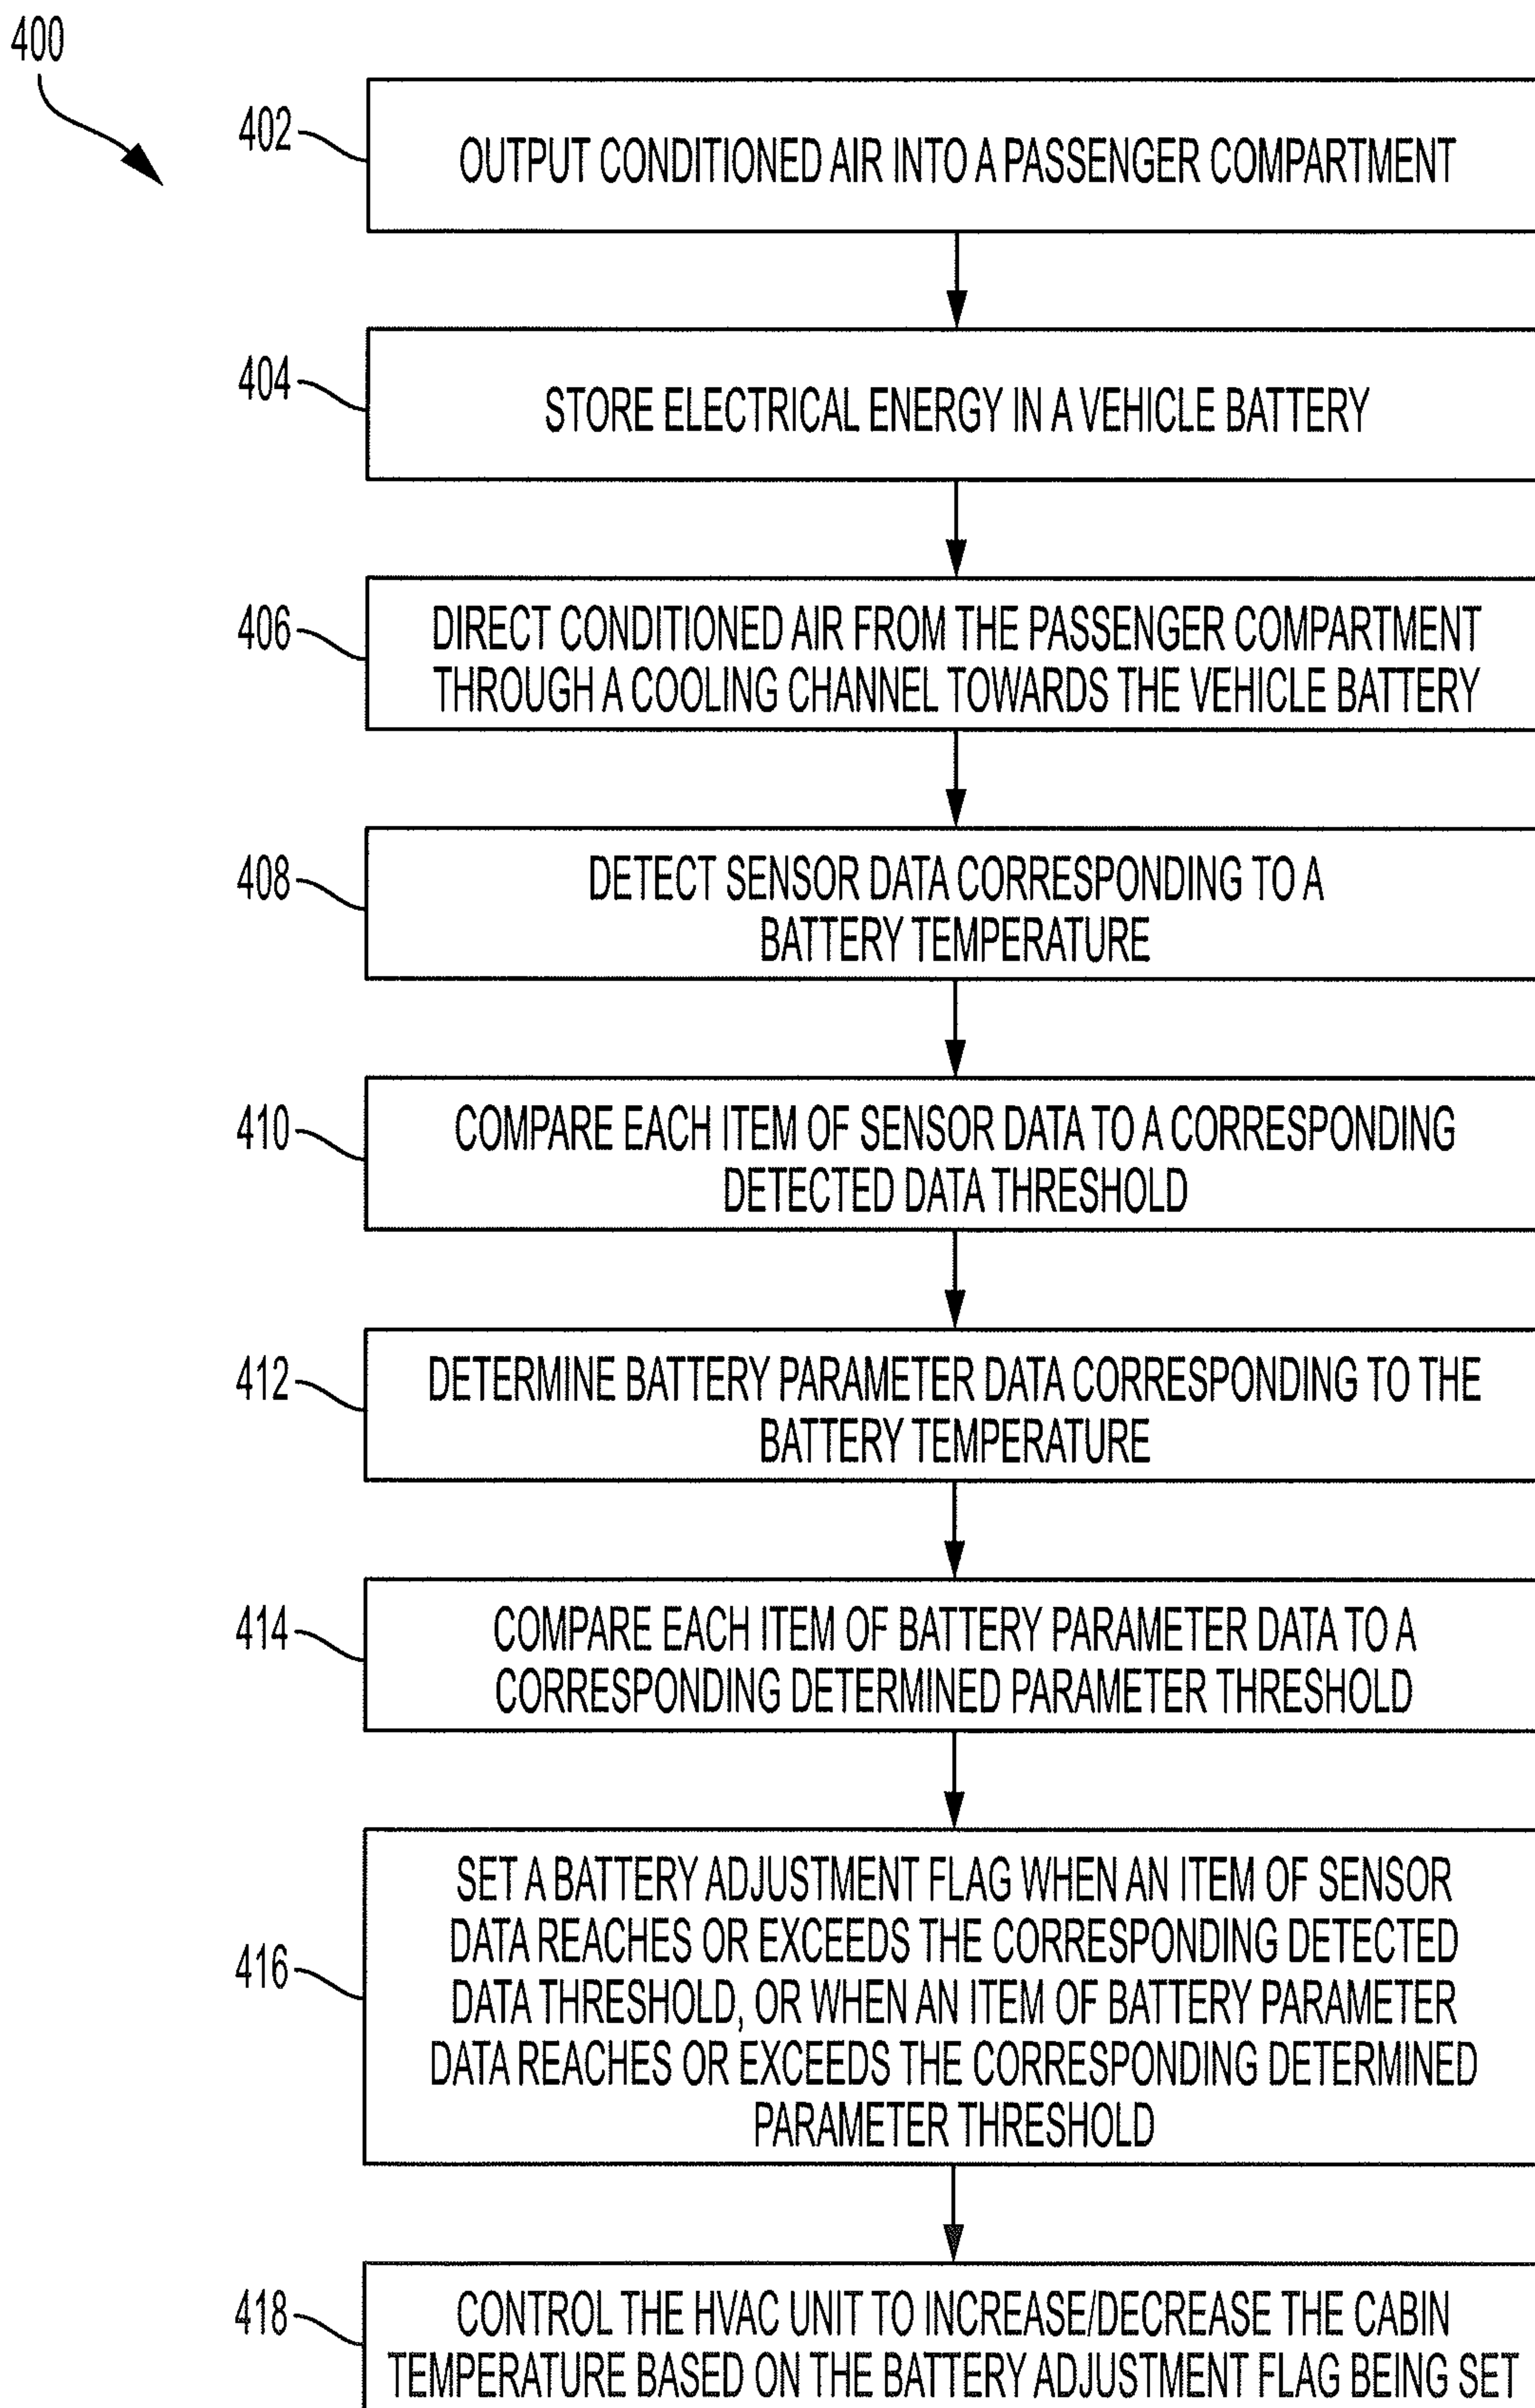 400
402
OUTPUT CONDITIONED AIR INTO A PASSENGER COMPARTMENT
404
STORE ELECTRICAL ENERGY IN A VEHICLE BATTERY
406
DIRECT CONDITIONED AIR FROM THE PASSENGER COMPARTMENT
THROUGH A COOLING CHANNEL TOWARDS THE VEHICLE BATTERY
408
DETECT SENSOR DATA CORRESPONDING TO A
BATTERY TEMPERATURE
410
COMPARE EACH ITEM OF SENSOR DATA TO A CORRESPONDING
DETECTED DATA THRESHOLD
412
DETERMINE BATTERY PARAMETER DATA CORRESPONDING TO THE
BATTERY TEMPERATURE
414
COMPARE EACH ITEM OF BATTERY PARAMETER DATA TO A
CORRESPONDING DETERMINED PARAMETER THRESHOLD
416
SET A BATTERY ADJUSTMENT FLAG WHEN AN ITEM OF SENSOR
DATA REACHES OR EXCEEDS THE CORRESPONDING DETECTED
DATA THRESHOLD, OR WHEN AN ITEM OF BATTERY PARAMETER
DATA REACHES OR EXCEEDS THE CORRESPONDING DETERMINED
PARAMETER THRESHOLD
418
CONTROL THE HVAC UNIT TO INCREASE/DECREASE THE CABIN
TEMPERATURE BASED ON THE BATTERY ADJUSTMENT FLAG BEING SET